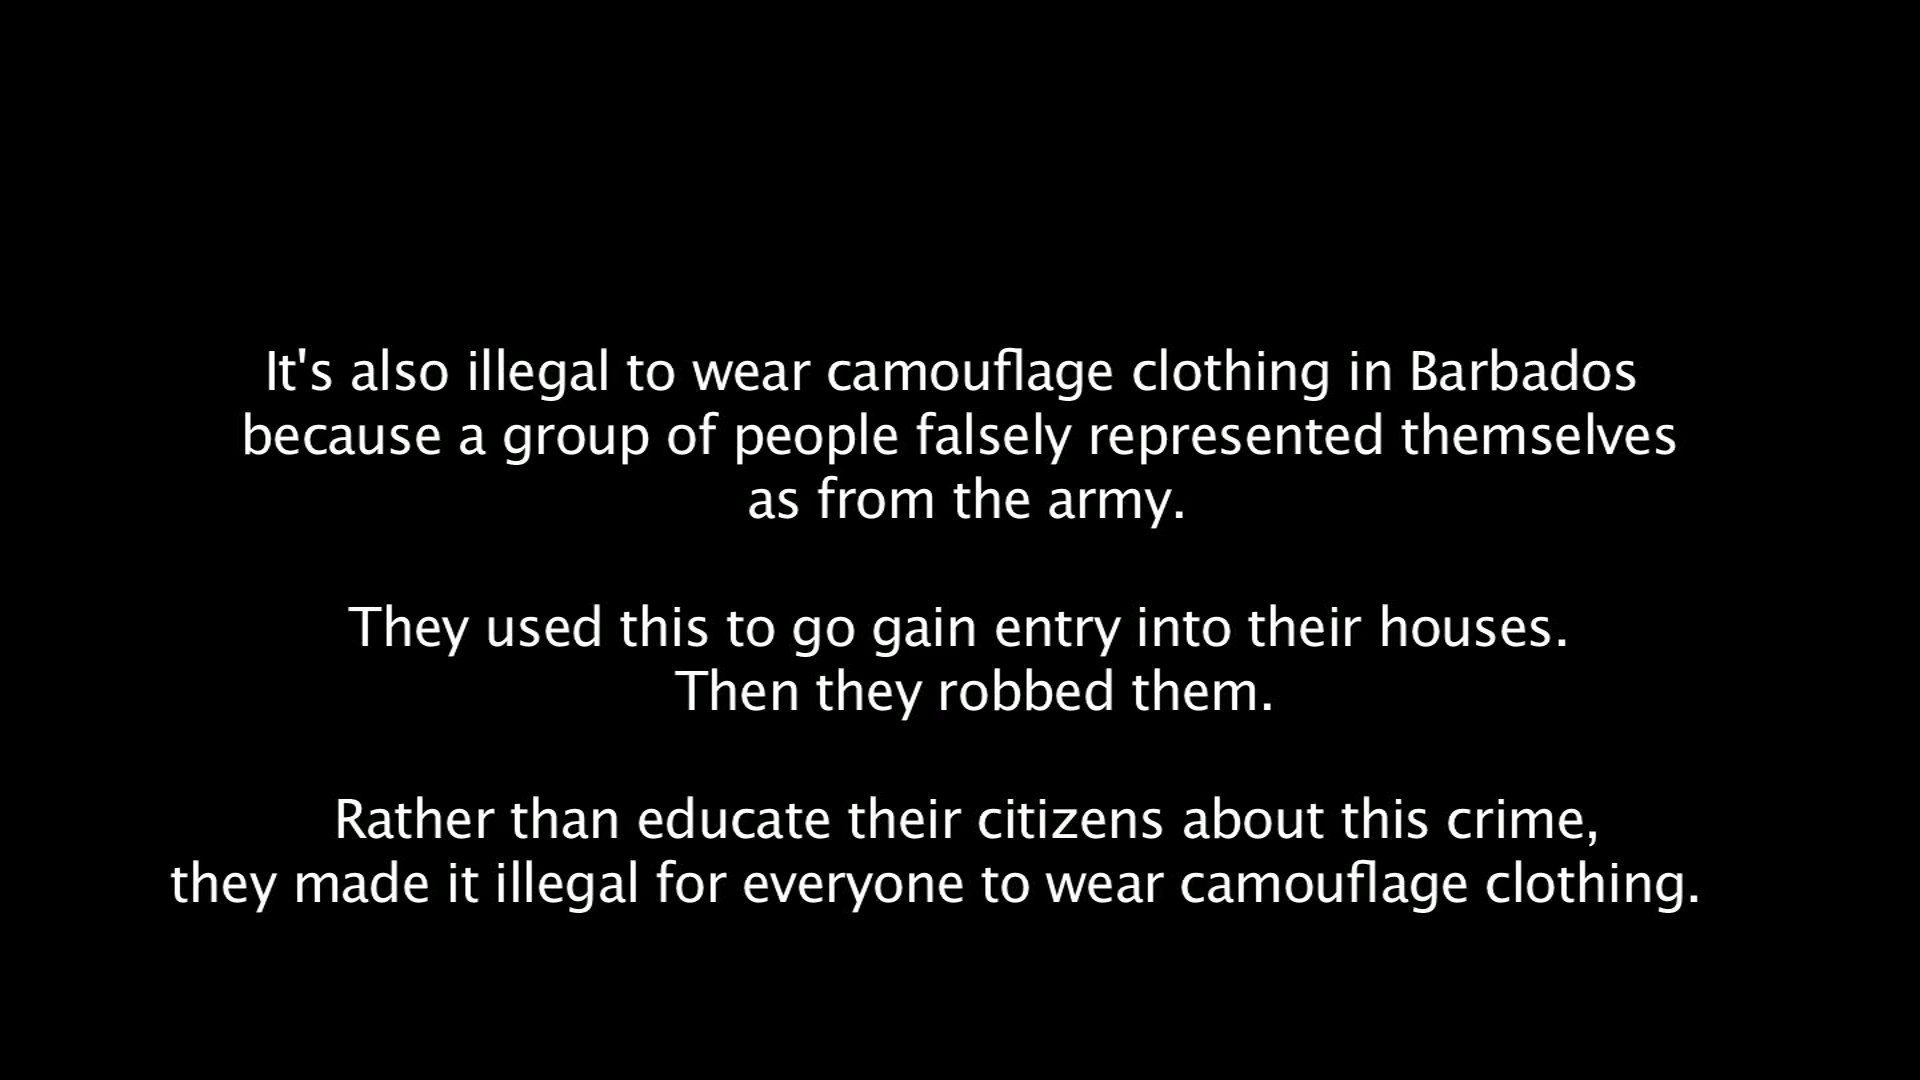 It's also illegal to wear camouflage clothing in Barbados
because a group of people falsely represented themselves
as from the army.
They used this to go gain entry into their houses.
Then they robbed them.
Rather than educate their citizens about this crime,
they made it illegal for everyone to wear camouflage clothing.